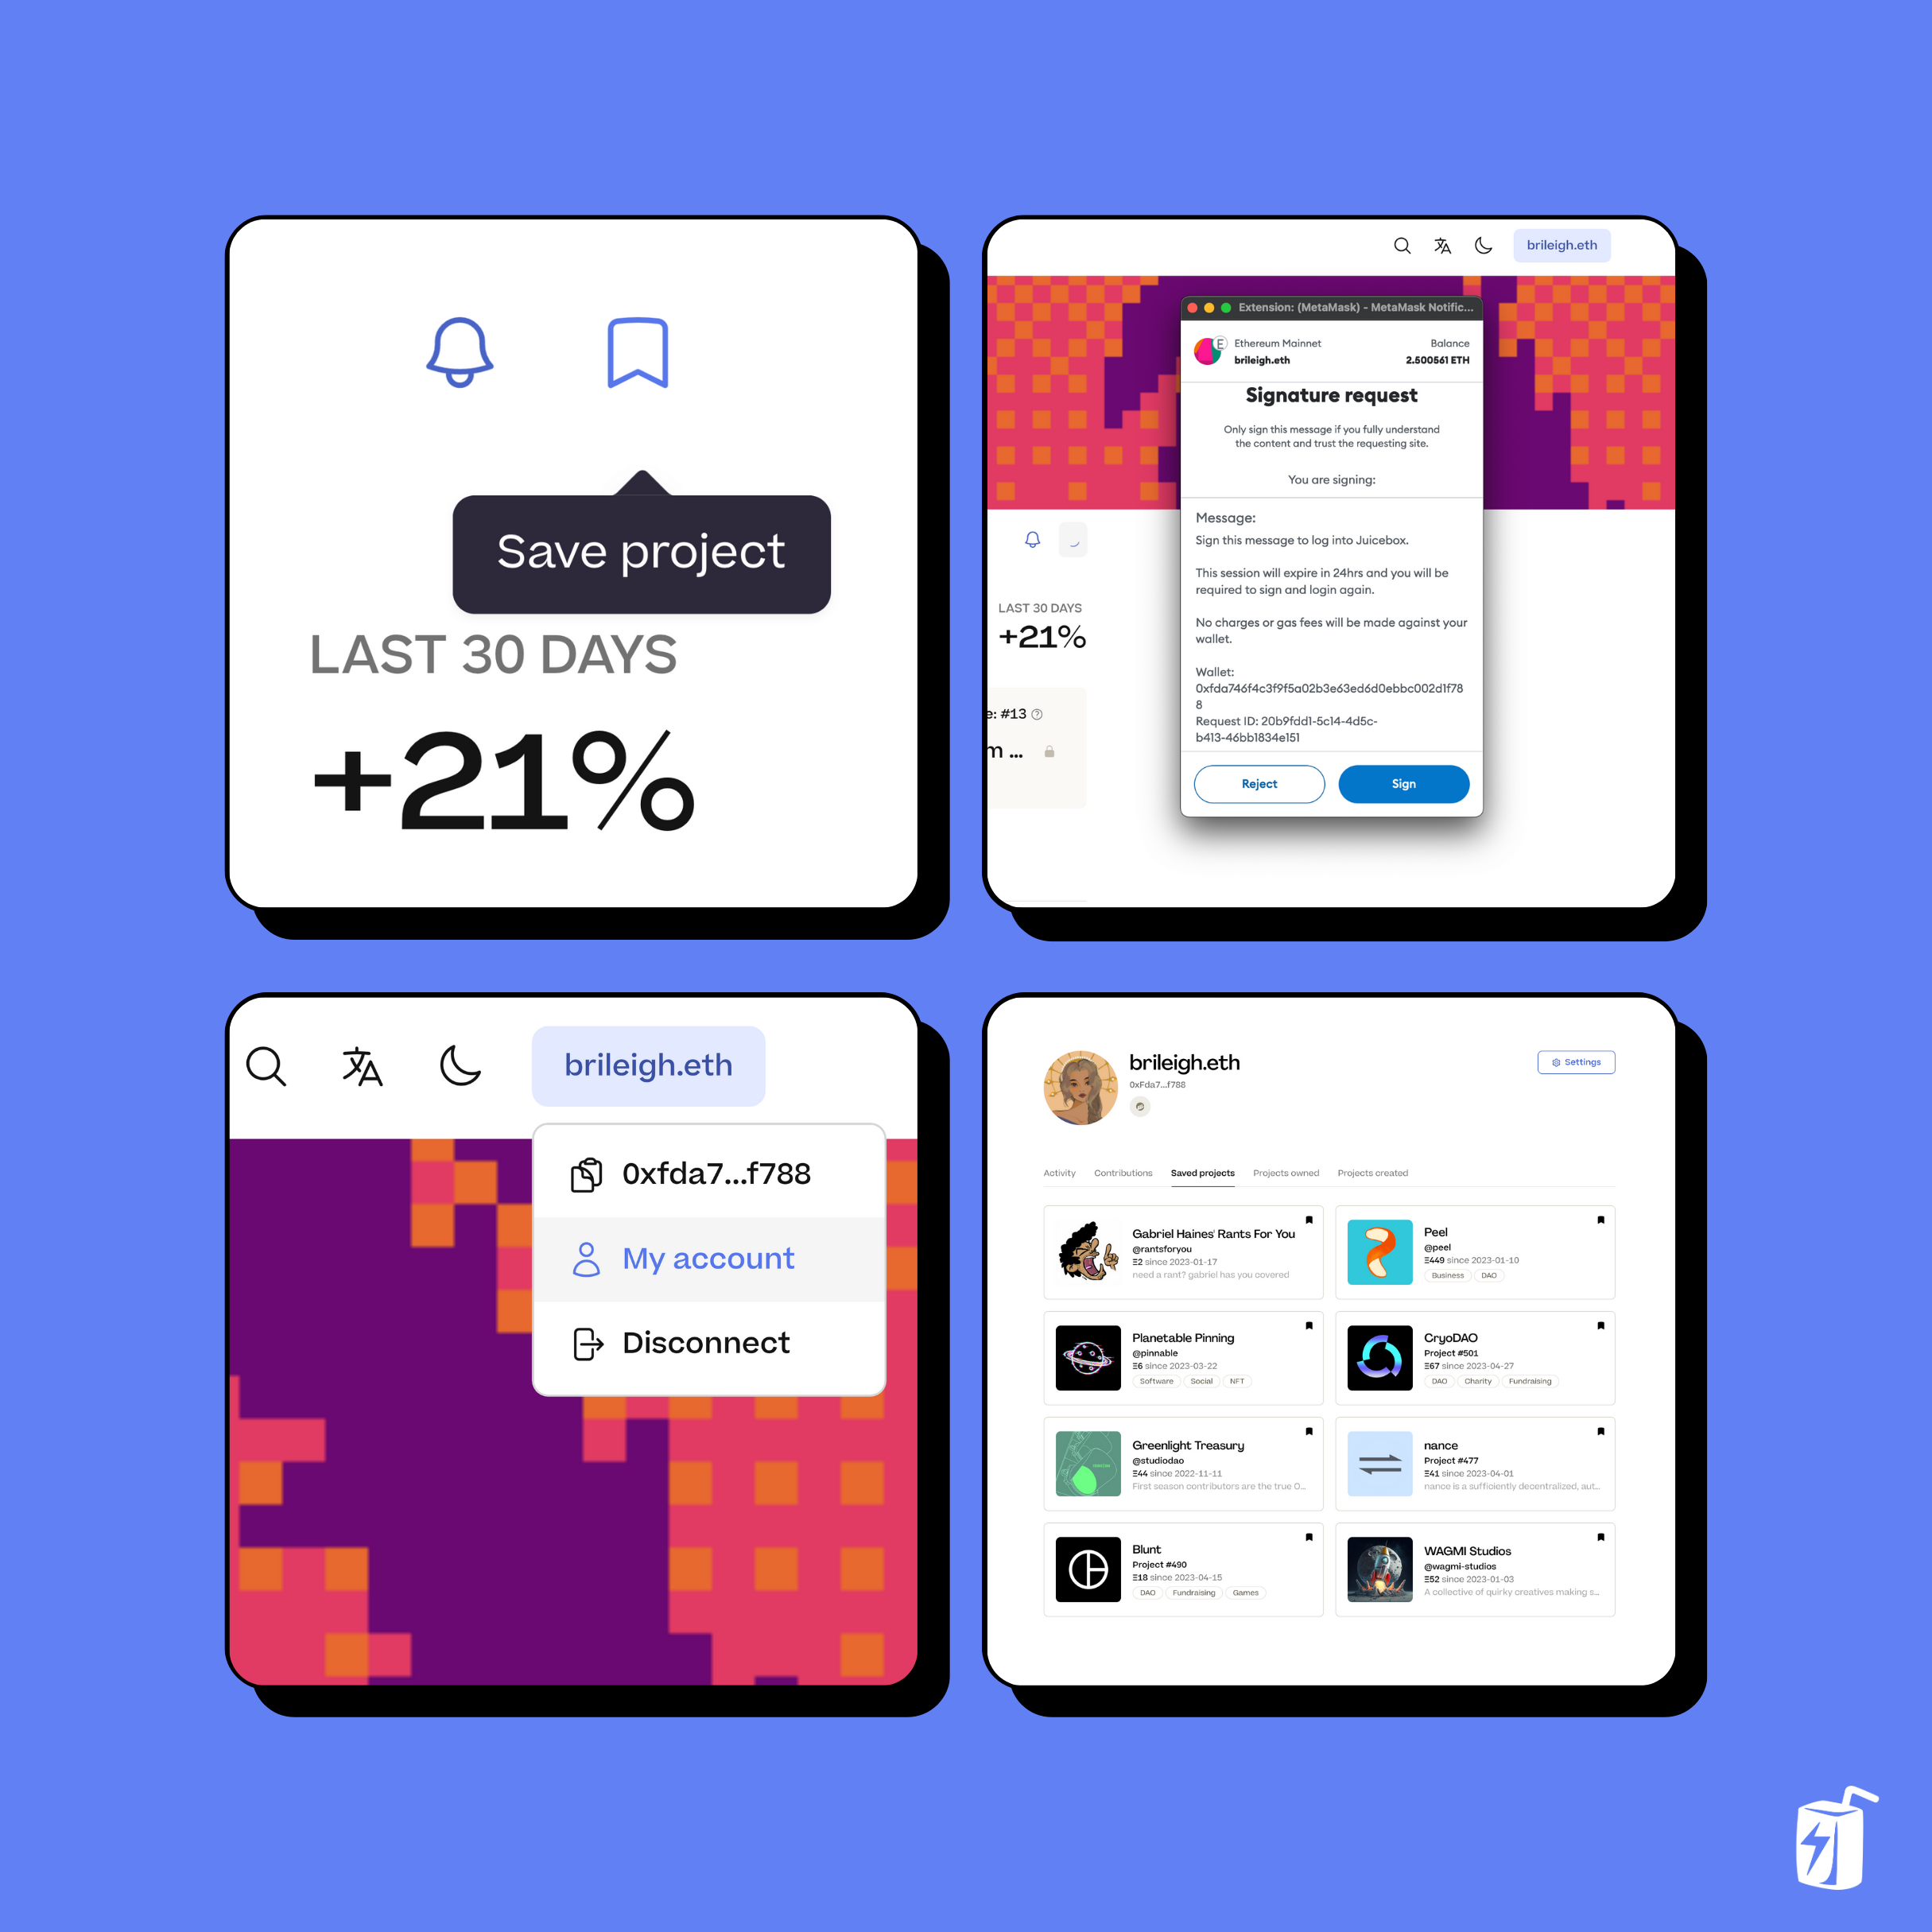 Save project
LAST 30 DAYS
+21%
brileigh.eth
Extension: (MetaMask) - MetaMask Notific...
E
Ethereum Mainnet
Balance
brileigh.eth
2.500561 ETH
Signature request
Only sign this message if you fully understand
the content and trust the requesting site.
You are signing:
Message:
Sign this message to log into Juicebox.
This session will expire in 24hrs and you will be
required to sign and login again.
No charges or gas fees will be made against your
wallet.
Wallet:
0xfda746f4c3f9f5a02b3e63ed6d0ebbc002d1f78
8
Request ID: 20b9fdd1-5c14-4d5c-
b413-46bb1834e151
Reject
Sign
LAST 30 DAYS
+21%
e: #13
m ...
brileigh.eth
0xfda7...f788
My account
Disconnect
brileigh.eth
0xFda7...f788
Settings
Activity
Contributions
Saved projects
Projects owned
Projects created
Gabriel Haines' Rants For You
@rantsforyou
Ξ2 since 2023-01-17
need a rant? gabriel has you covered
Peel
@peel
Ξ449 since 2023-01-10
Business
DAO
Planetable Pinning
@pinnable
Ξ6 since 2023-03-22
Software
Social
NFT
CryoDAO
Project #501
Ξ67 since 2023-04-27
DAO
Charity
Fundraising
Greenlight Treasury
@studiodao
Ξ44 since 2022-11-11
First season contributors are the true O...
nance
Project #477
Ξ41 since 2023-04-01
nance is a sufficiently decentralized, aut...
Blunt
Project #490
Ξ18 since 2023-04-15
DAO
Fundraising
Games
WAGMI Studios
@wagmi-studios
Ξ52 since 2023-01-03
A collective of quirky creatives making s...